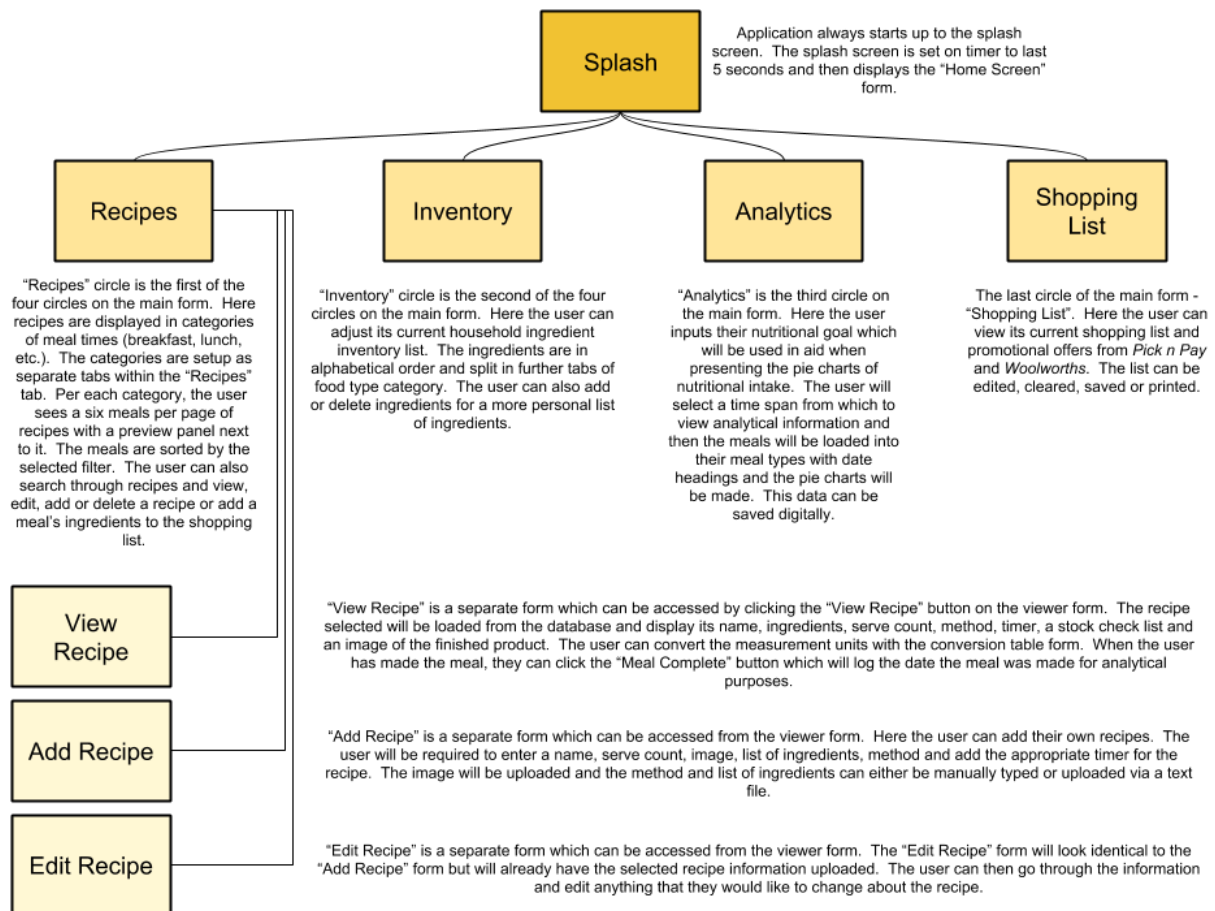 Splash
Application always starts up to the splash
screen. The splash screen is set on timer to last
5 seconds and then displays the “Home Screen”
form.
Recipes
Inventory
Analytics
Shopping
List
“Recipes” circle is the first of the
four circles on the main form. Here
recipes are displayed in categories
of meal times (breakfast, lunch,
etc.). The categories are setup as
separate tabs within the “Recipes”
tab. Per each category, the user
sees a six meals per page of
recipes with a preview panel next
to it. The meals are sorted by the
selected filter. The user can also
search through recipes and view,
edit, add or delete a recipe or add a
meal’s ingredients to the shopping
list.
“Inventory” circle is the second of the four
circles on the main form. Here the user can
adjust its current household ingredient
inventory list. The ingredients are in
alphabetical order and split in further tabs of
food type category. The user can also add
or delete ingredients for a more personal list
of ingredients.
“Analytics” is the third circle on
the main form. Here the user
inputs their nutritional goal which
will be used in aid when
presenting the pie charts of
nutritional intake. The user will
select a time span from which to
view analytical information and
then the meals will be loaded into
their meal types with date
headings and the pie charts will
be made. This data can be
saved digitally.
The last circle of the main form -
“Shopping List”. Here the user can
view its current shopping list and
promotional offers from Pick n Pay
and Woolworths. The list can be
edited, cleared, saved or printed.
View
Recipe
“View Recipe” is a separate form which can be accessed by clicking the “View Recipe” button on the viewer form. The recipe
selected will be loaded from the database and display its name, ingredients, serve count, method, timer, a stock check list and
an image of the finished product. The user can convert the measurement units with the conversion table form. When the user
has made the meal, they can click the “Meal Complete” button which will log the date the meal was made for analytical
purposes.
Add Recipe
“Add Recipe” is a separate form which can be accessed from the viewer form. Here the user can add their own recipes. The
user will be required to enter a name, serve count, image, list of ingredients, method and add the appropriate timer for the
recipe. The image will be uploaded and the method and list of ingredients can either be manually typed or uploaded via a text
file.
Edit Recipe
“Edit Recipe” is a separate form which can be accessed from the viewer form. The “Edit Recipe” form will look identical to the
“Add Recipe” form but will already have the selected recipe information uploaded. The user can then go through the information
and edit anything that they would like to change about the recipe.